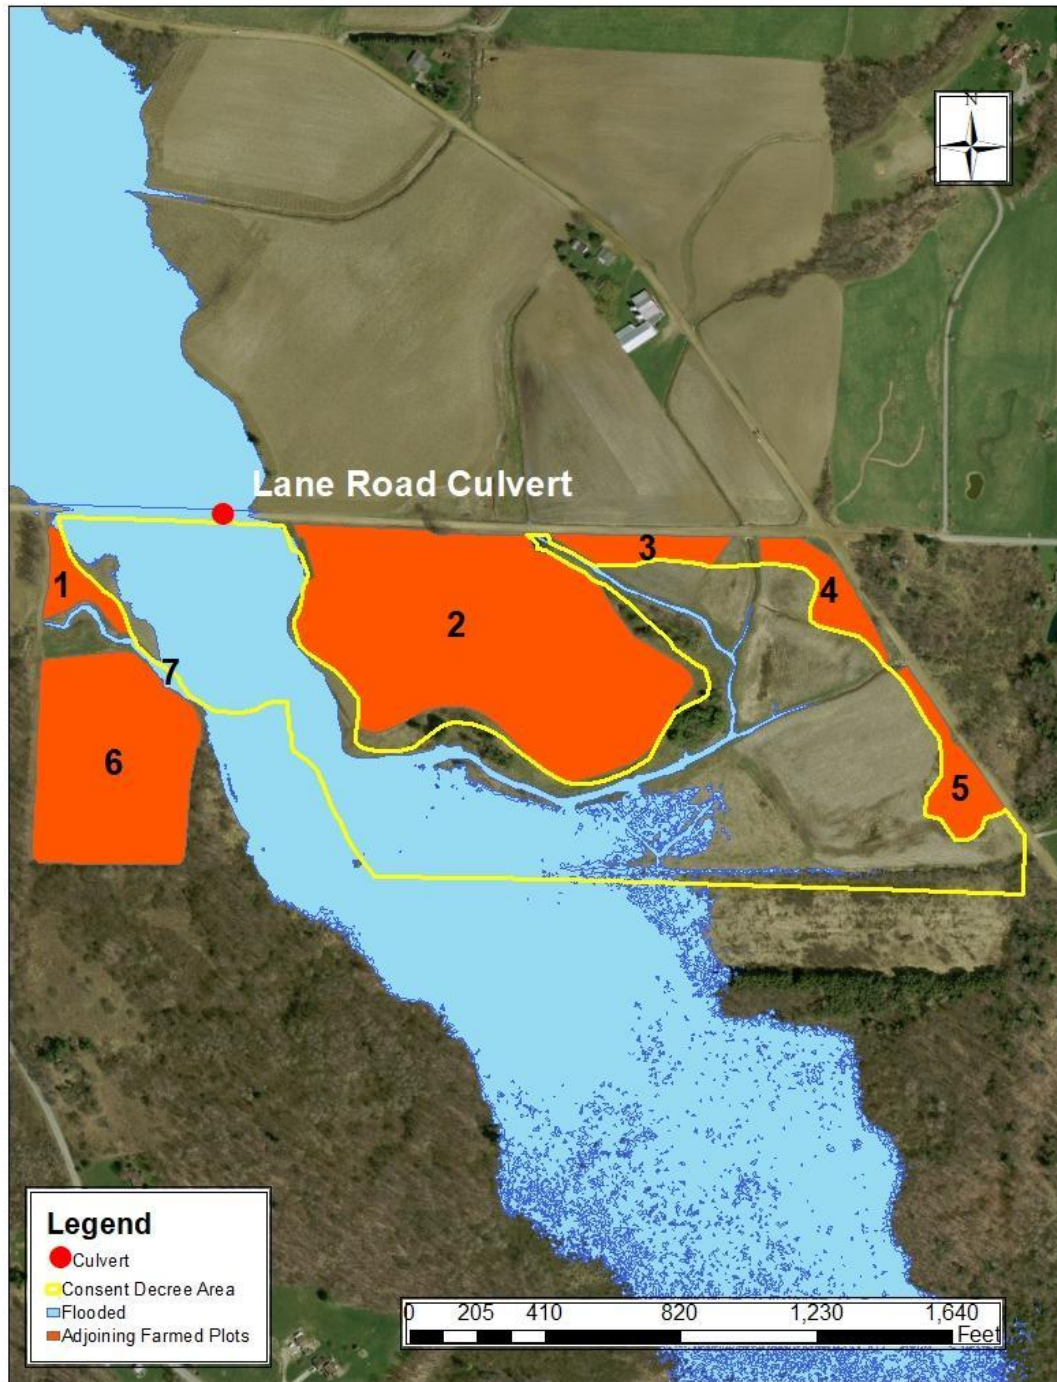 N
Lane Road Culvert
1
2
3
4
5
6
7
Legend
Culvert
Consent Decree Area
Flooded
Adjoining Farmed Plots
0 205 410 820 1,230 1,640
Feet